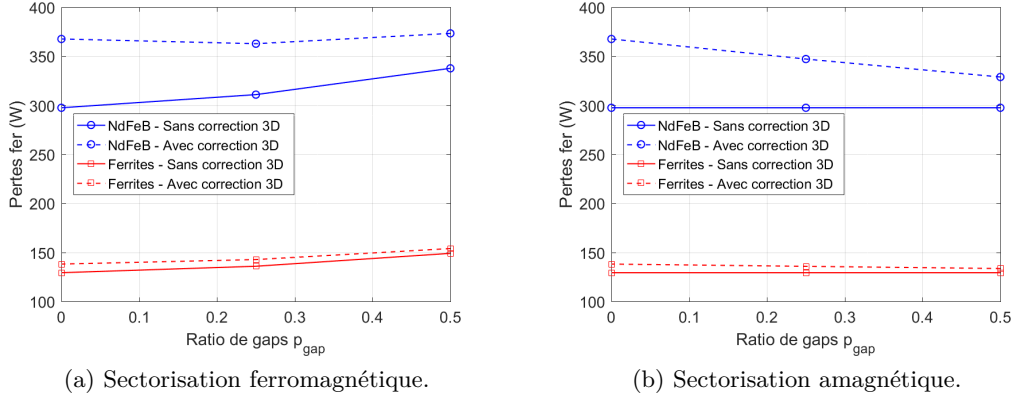 400
350
300
250
200
150
100
Pertes fer (W)
NdFeB - Sans correction 3D
NdFeB - Avec correction 3D
Ferrites - Sans correction 3D
Ferrites - Avec correction 3D
0 0.1 0.2 0.3 0.4 0.5
Ratio de gaps p_gap
(a) Sectorisation ferromagnétique.
400
350
300
250
200
150
100
Pertes fer (W)
NdFeB - Sans correction 3D
NdFeB - Avec correction 3D
Ferrites - Sans correction 3D
Ferrites - Avec correction 3D
0 0.1 0.2 0.3 0.4 0.5
Ratio de gaps p_gap
(b) Sectorisation amagnétique.